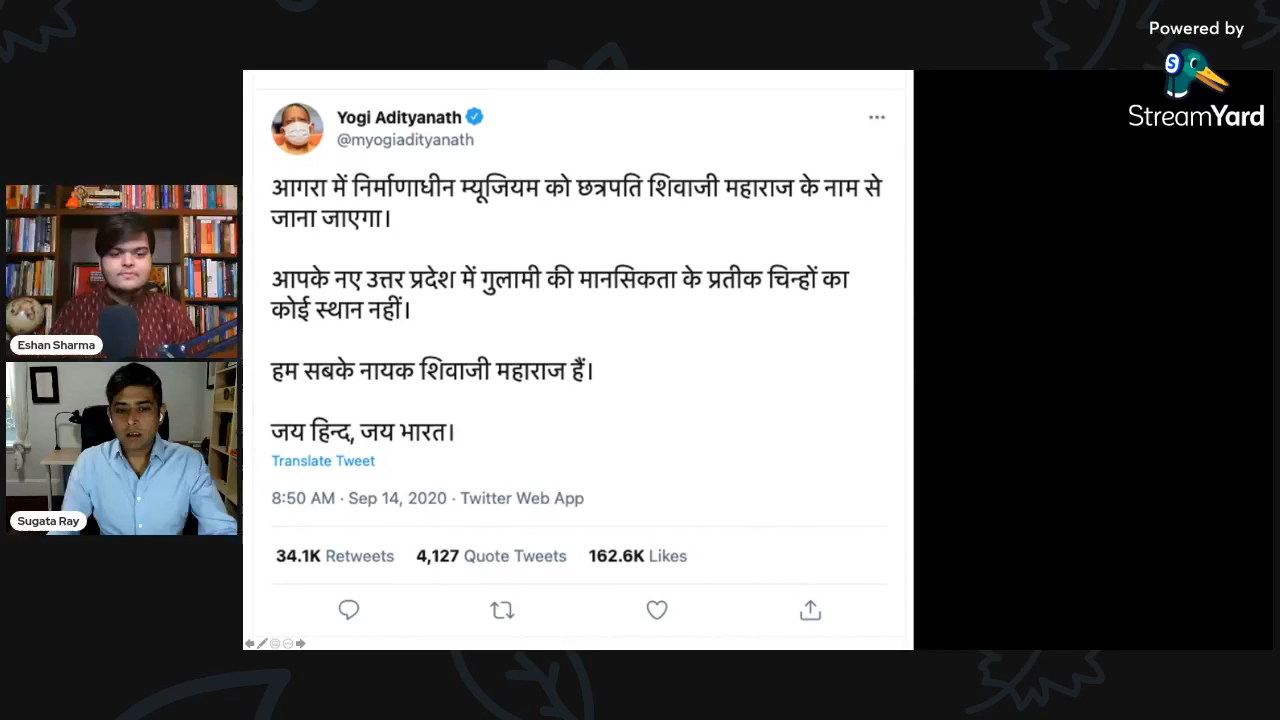 Powered by
StreamYard
Yogi Adityanath
@myogiadityanath
आगरा में निर्माणाधीन म्यूजियम को छत्रपति शिवाजी महाराज के नाम से
जाना जाएगा।
आपके नए उत्तर प्रदेश में गुलामी की मानसिकता के प्रतीक चिन्हों का
कोई स्थान नहीं।
हम सबके नायक शिवाजी महाराज हैं।
जय हिन्द, जय भारत।
Translate Tweet
8:50 AM · Sep 14, 2020 · Twitter Web App
34.1K Retweets 4,127 Quote Tweets 162.6K Likes
Eshan Sharma
Sugata Ray